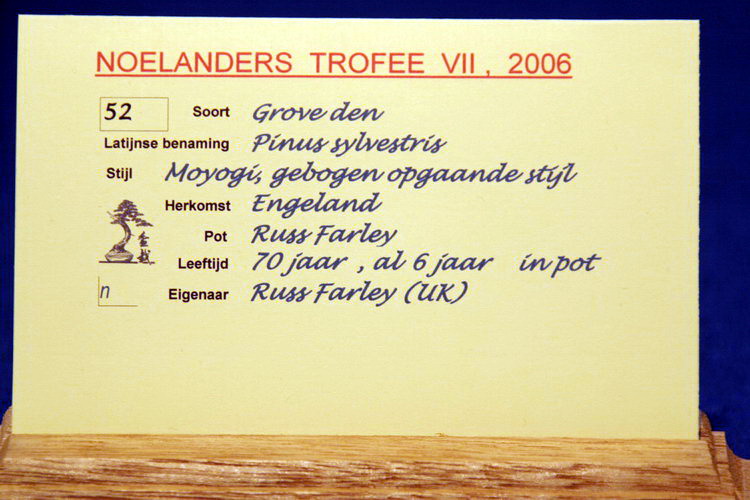 NOELANDERS TROFEE VII , 2006
52 Soort Grove den
Latijnse benaming Pinus sylvestris
Stijl Moyogi, gebogen opgaande stijl
Herkomst Engeland
Pot Russ Farley
Leeftijd 70 jaar , al 6 jaar in pot
n Eigenaar Russ Farley (UK)